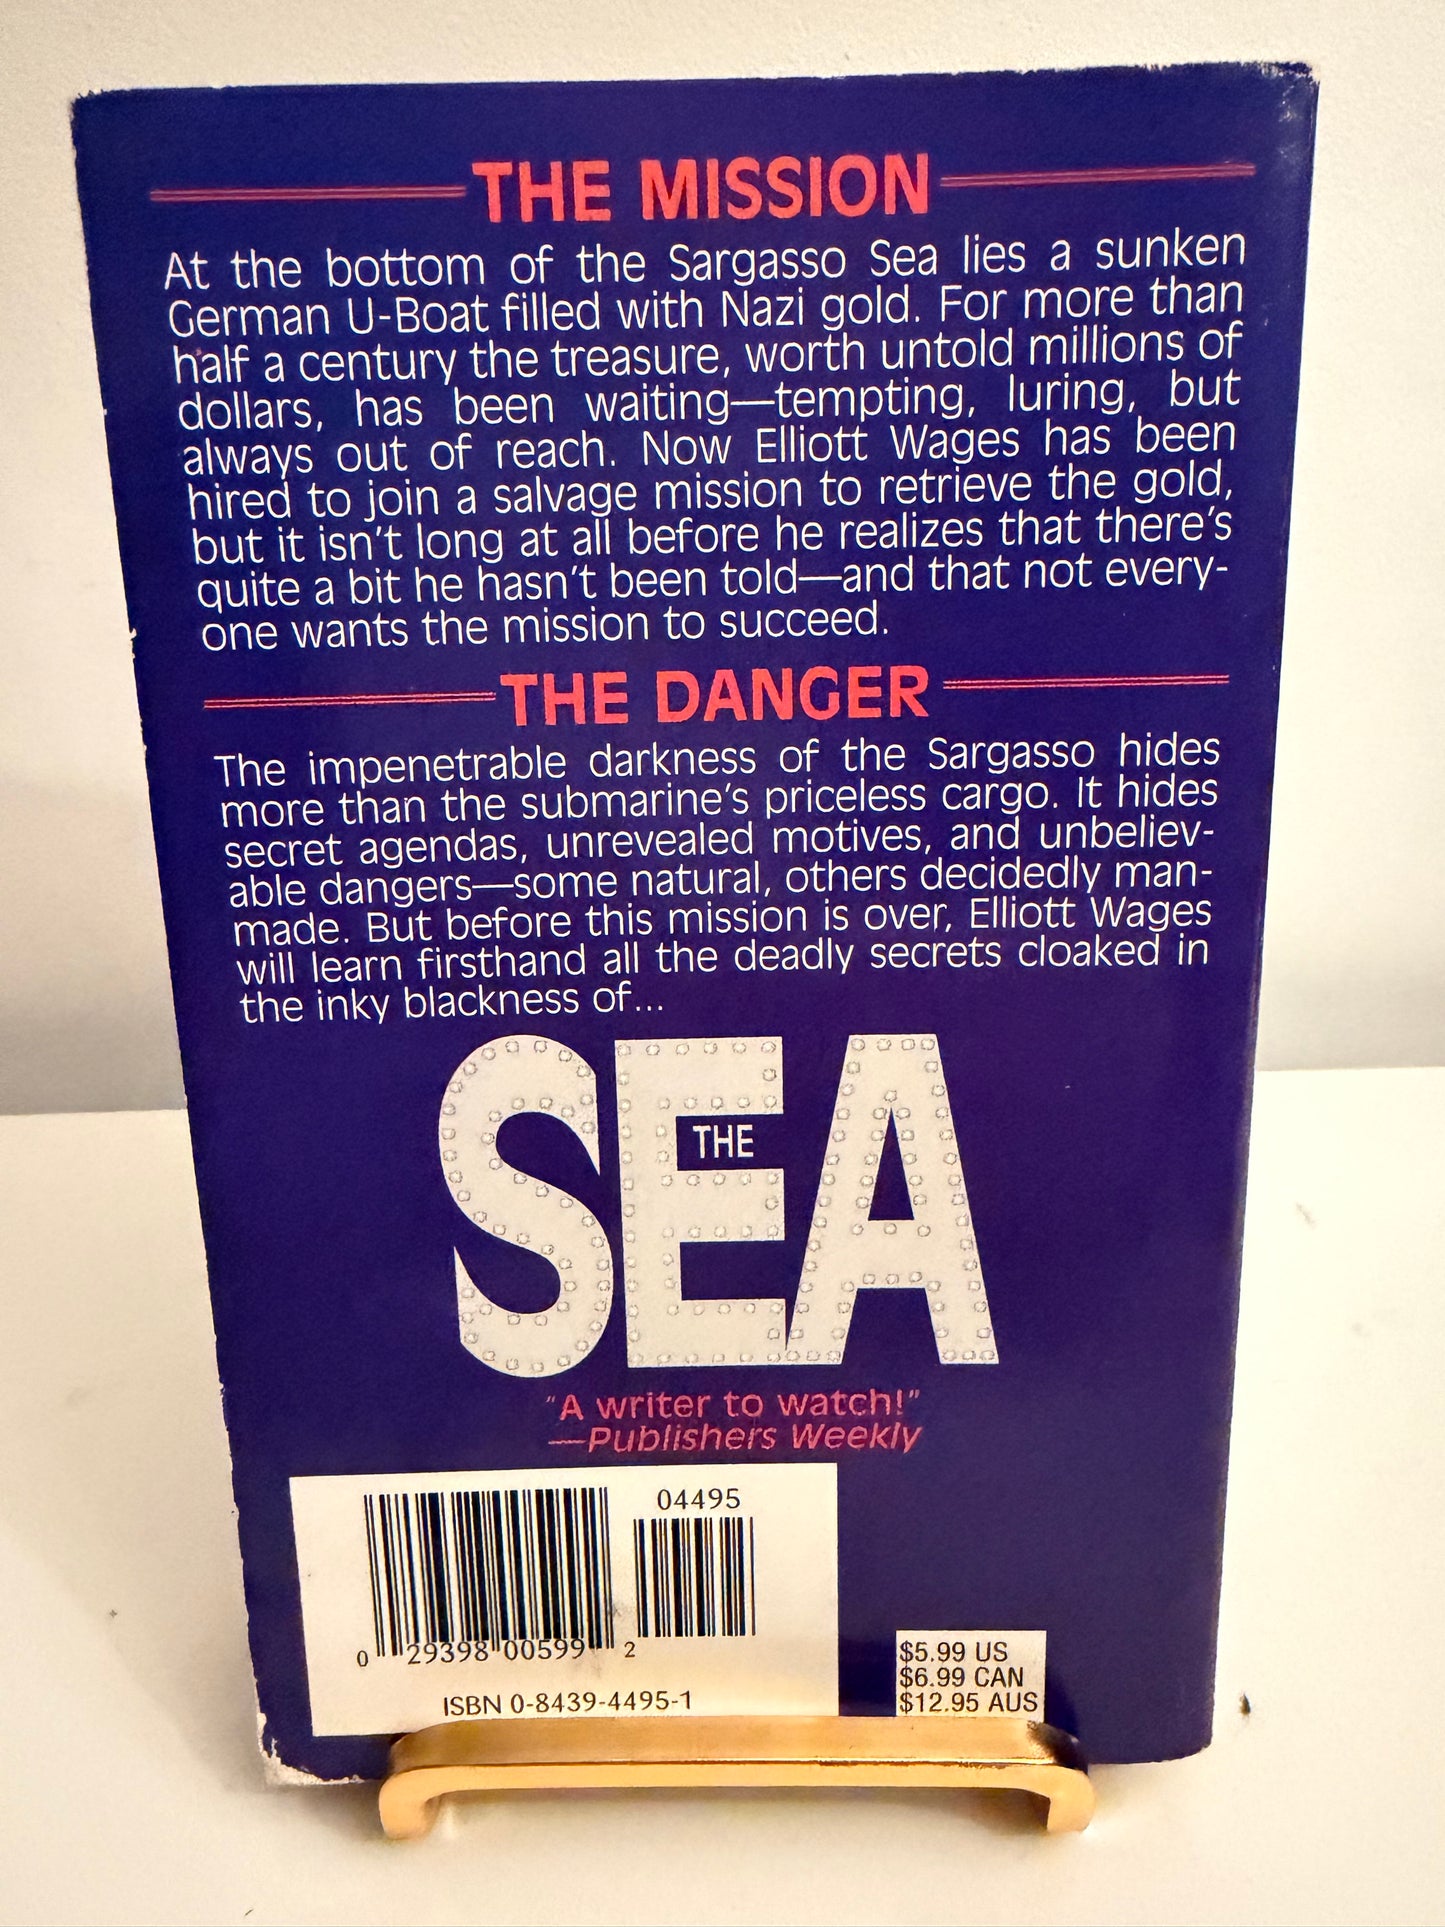 THE MISSION
At the bottom of the Sargasso Sea lies a sunken
German U-Boat filled with Nazi gold. For more than
half a century the treasure, worth untold millions of
dollars, has been waiting—tempting, luring, but
always out of reach. Now Elliott Wages has been
hired to join a salvage mission to retrieve the gold,
but it isn't long at all before he realizes that there's
quite a bit he hasn't been told—and that not every-
one wants the mission to succeed.
THE DANGER
The impenetrable darkness of the Sargasso hides
more than the submarine's priceless cargo. It hides
secret agendas, unrevealed motives, and unbeliev-
able dangers—some natural, others decidedly man-
made. But before this mission is over, Elliott Wages
will learn firsthand all the deadly secrets cloaked in
the inky blackness of...
THE
SEA
"A writer to watch!"
—Publishers Weekly
04495
0 29398 00599 2
ISBN 0-8439-4495-1
$5.99 US
$6.99 CAN
$12.95 AUS